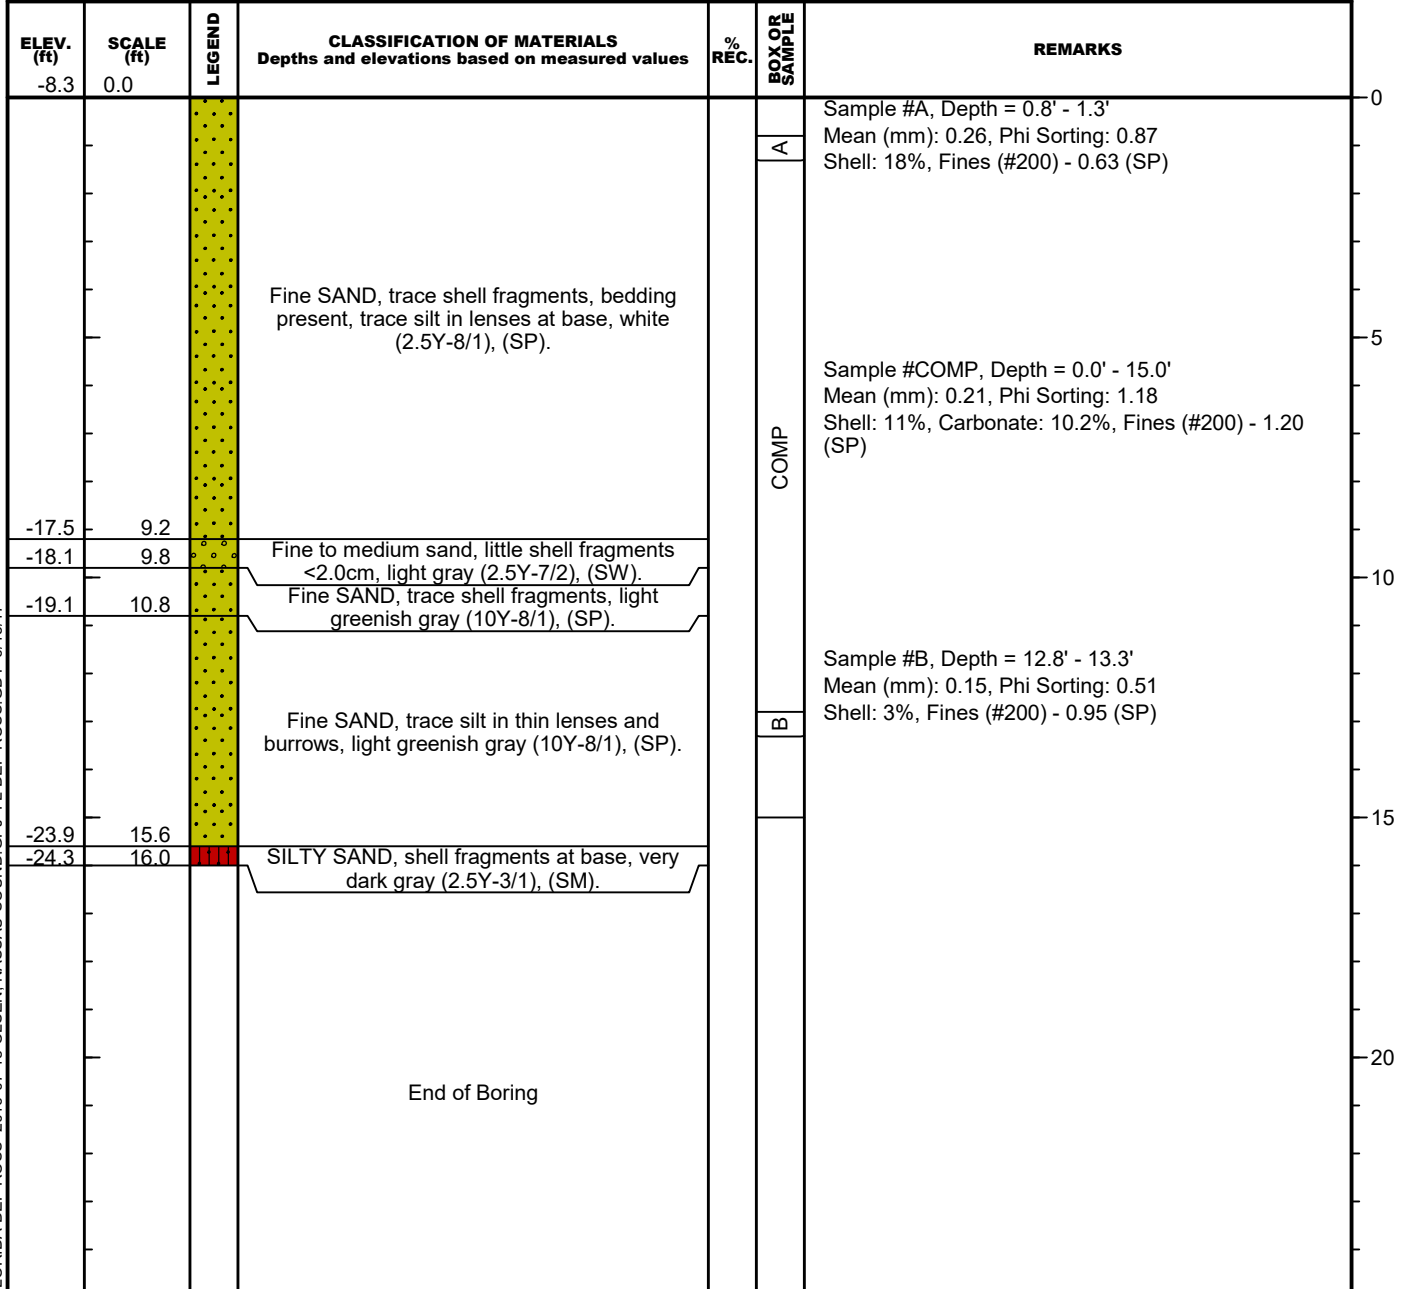 ELEV.
(ft)
SCALE
(ft)
LEGEND
CLASSIFICATION OF MATERIALS
Depths and elevations based on measured values
%
REC.
BOX OR
SAMPLE
REMARKS
-8.3 0.0
0
Sample #A, Depth = 0.8' - 1.3'
Mean (mm): 0.26, Phi Sorting: 0.87
Shell: 18%, Fines (#200) - 0.63 (SP)
A
Fine SAND, trace shell fragments, bedding
present, trace silt in lenses at base, white
(2.5Y-8/1), (SP).
5
Sample #COMP, Depth = 0.0' - 15.0'
Mean (mm): 0.21, Phi Sorting: 1.18
Shell: 11%, Carbonate: 10.2%, Fines (#200) - 1.20
(SP)
COMP
-17.5 9.2
-18.1 9.8
Fine to medium sand, little shell fragments
<2.0cm, light gray (2.5Y-7/2), (SW).
10
-19.1 10.8
Fine SAND, trace shell fragments, light
greenish gray (10Y-8/1), (SP).
Sample #B, Depth = 12.8' - 13.3'
Mean (mm): 0.15, Phi Sorting: 0.51
Shell: 3%, Fines (#200) - 0.95 (SP)
B
Fine SAND, trace silt in thin lenses and
burrows, light greenish gray (10Y-8/1), (SP).
15
-23.9 15.6
-24.3 16.0
SILTY SAND, shell fragments at base, very
dark gray (2.5Y-3/1), (SM).
20
End of Boring